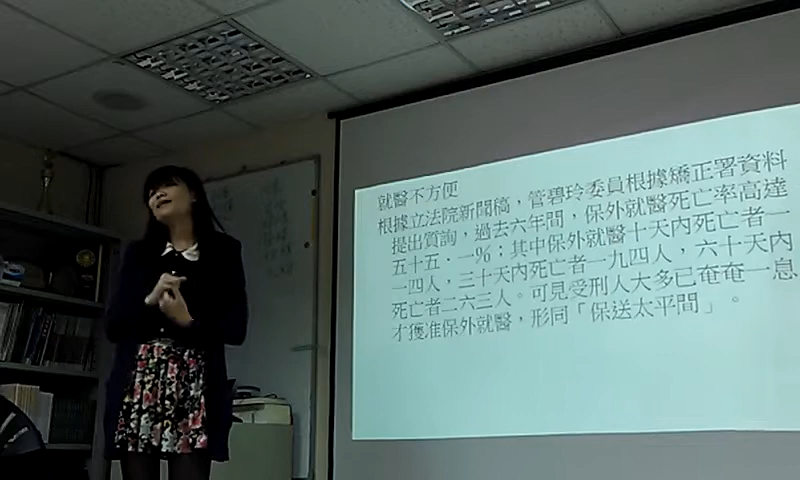 就醫不方便
根據立法院新聞稿，管碧玲委員根據矯正署資料
提出質詢，過去六年間，保外就醫死亡率高達
五十五．一%；其中保外就醫十天內死亡者一
一四人，三十天內死亡者一九四人，六十天內
死亡者二六三人。可見受刑人大多已奄奄一息
才獲准保外就醫，形同「保送太平間」。